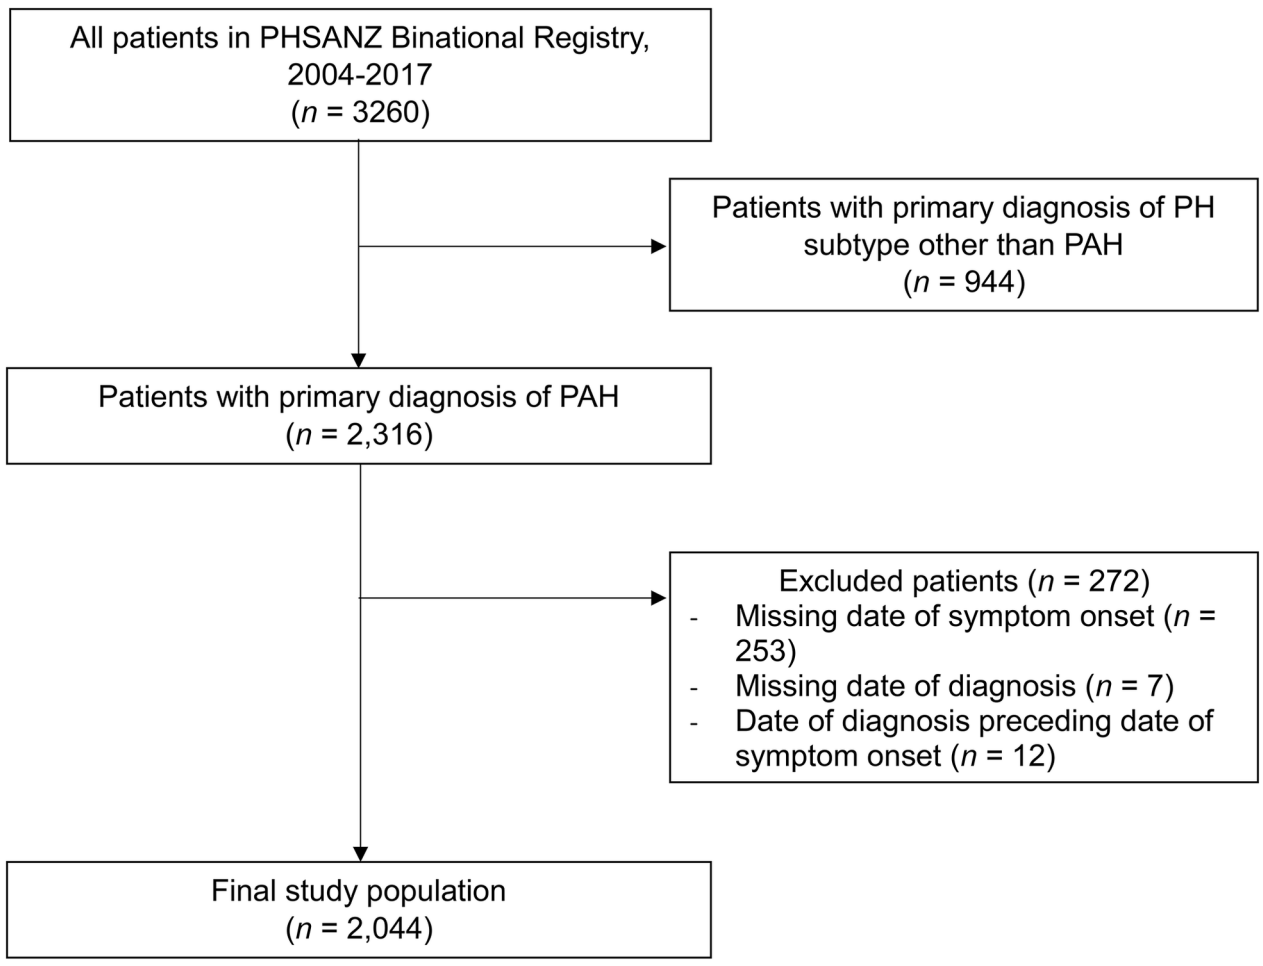 All patients in PHSANZ Binational Registry,
2004-2017
(n = 3260)
Patients with primary diagnosis of PH
subtype other than PAH
(n = 944)
Patients with primary diagnosis of PAH
(n = 2,316)
Excluded patients (n = 272)
- Missing date of symptom onset (n =
253)
- Missing date of diagnosis (n = 7)
- Date of diagnosis preceding date of
symptom onset (n = 12)
Final study population
(n = 2,044)